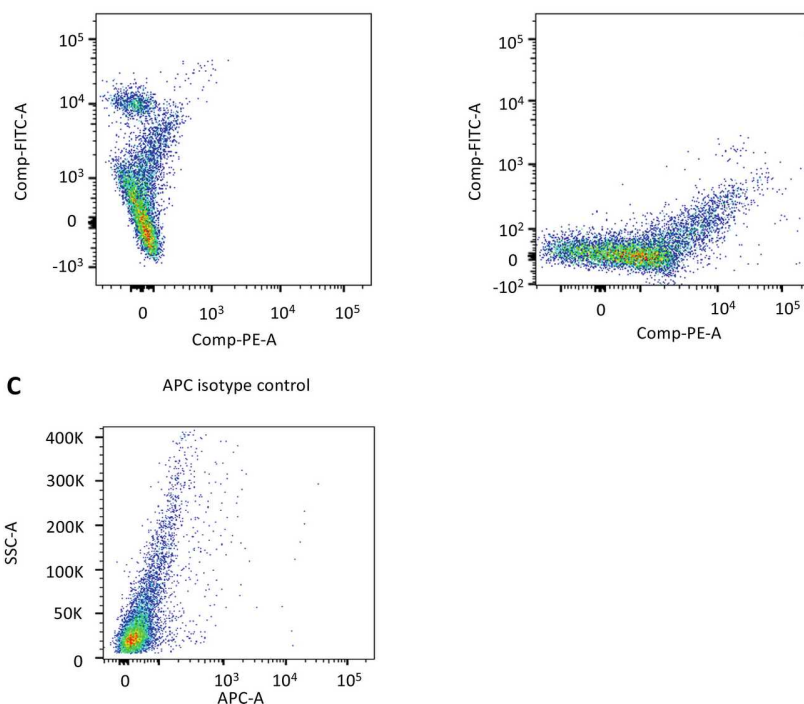 10⁵
10⁴
10³
0
-10³
Comp-FITC-A
0 10³ 10⁴ 10⁵
Comp-PE-A
10⁵
10⁴
10³
10²
0
-10²
Comp-FITC-A
0 10⁴ 10⁵
Comp-PE-A
C APC isotype control
400K
300K
200K
100K
50K
0
SSC-A
0 10³ 10⁴ 10⁵
APC-A